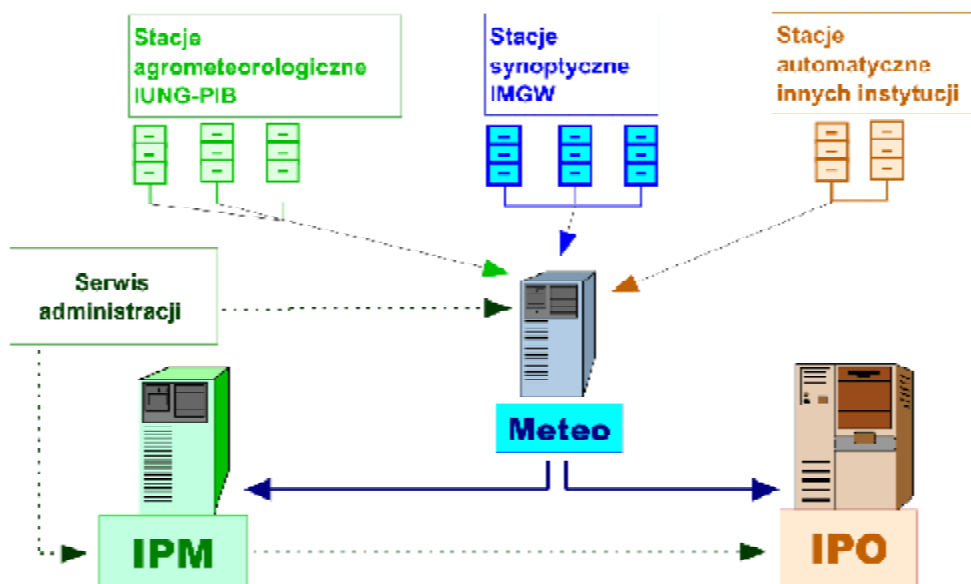 Stacje
agrometeorologiczne
IUNG-PIB
Stacje
synoptyczne
IMGW
Stacje
automatyczne
innych instytucji
Serwis
administracji
Meteo
IPM
IPO